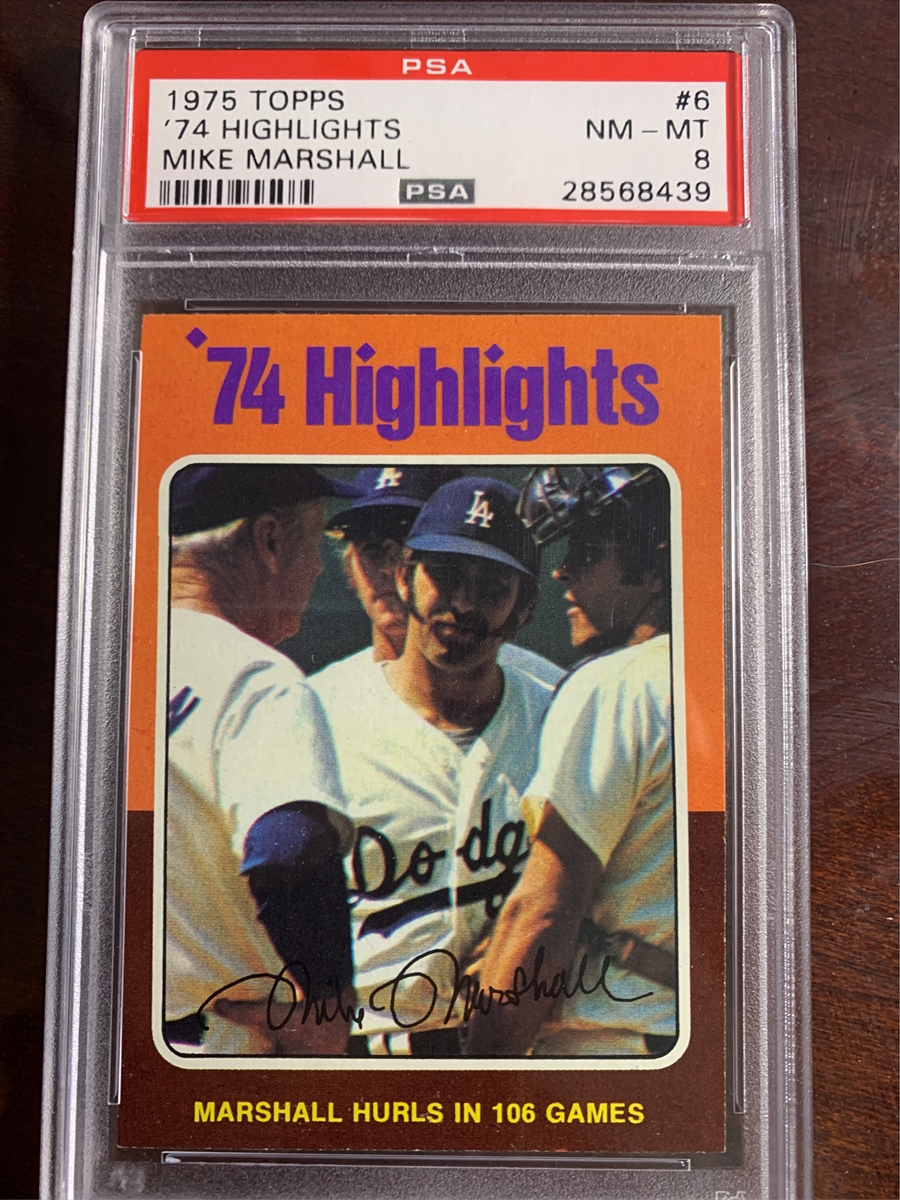 PSA
1975 TOPPS #6
'74 HIGHLIGHTS NM - MT
MIKE MARSHALL 8
PSA 28568439
'74 Highlights
A
LA
Dodg
Mike Marshall
MARSHALL HURLS IN 106 GAMES